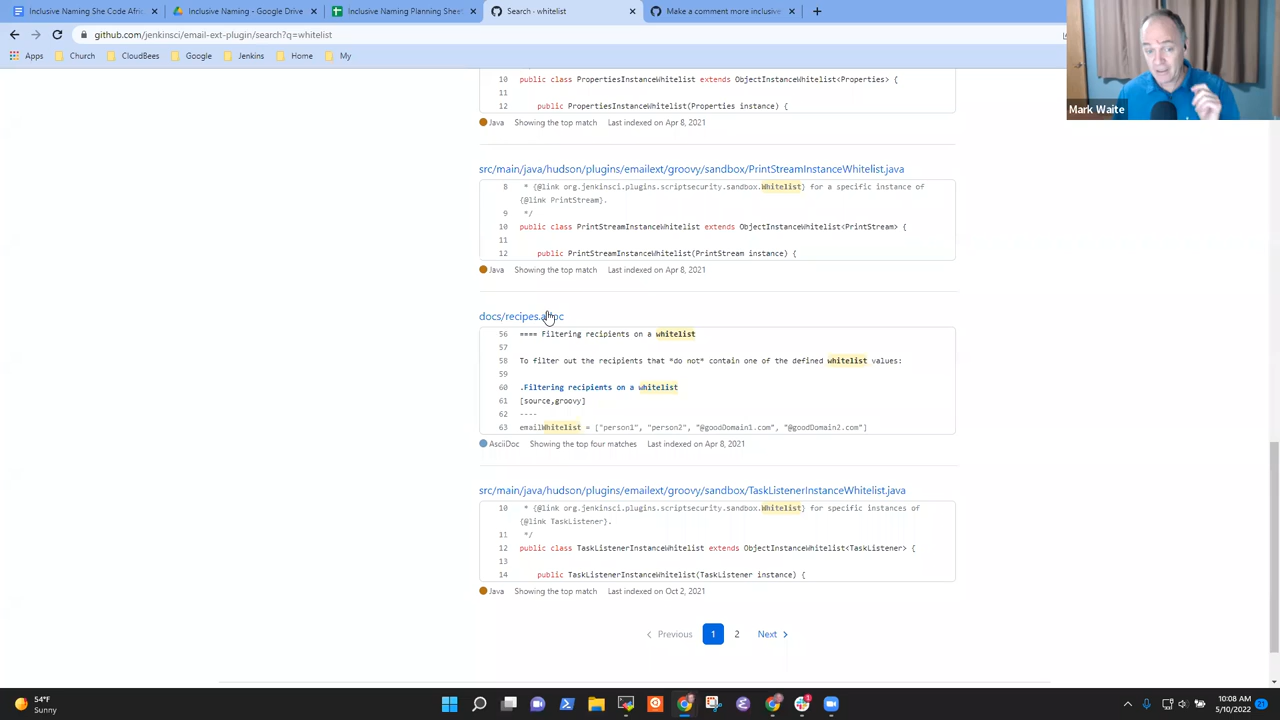 Inclusive She Code Afric
Inclusive Naming - Google Drive
Inclusive Naming Planning Shee
Search · whitelist
Make a comment more inclusive
github.com/jenkinsci/email-ext-plugin/search?q=whitelist
Apps Church CloudBees Google Jenkins Home My
Mark Waite
10 public class PropertiesInstanceWhitelist extends ObjectInstanceWhitelist<Properties> {
11
12 public PropertiesInstanceWhitelist(Properties instance) {
Java Showing the top match Last indexed on Apr 8, 2021
src/main/java/hudson/plugins/emailext/groovy/sandbox/PrintStreamInstanceWhitelist.java
8 * {@link org.jenkinsci.plugins.scriptsecurity.sandbox.Whitelist} for a specific instance of
{@link PrintStream}.
9 */
10 public class PrintStreamInstanceWhitelist extends ObjectInstanceWhitelist<PrintStream> {
11
12 public PrintStreamInstanceWhitelist(PrintStream instance) {
Java Showing the top match Last indexed on Apr 8, 2021
56 ==== Filtering recipients on a whitelist
57
58 To filter out the recipients that *do not* contain one of the defined whitelist values:
59
60 .Filtering recipients on a whitelist
61 [source,groovy]
62 ----
63 emailWhitelist = ["person1", "person2", "@goodDomain1.com", "@goodDomain2.com"]
AsciiDoc Showing the top four matches Last indexed on Apr 8, 2021
src/main/java/hudson/plugins/emailext/groovy/sandbox/TaskListenerInstanceWhitelist.java
10 * {@link org.jenkinsci.plugins.scriptsecurity.sandbox.Whitelist} for specific instances of
{@link TaskListener}.
11 */
12 public class TaskListenerInstanceWhitelist extends ObjectInstanceWhitelist<TaskListener> {
13
14 public TaskListenerInstanceWhitelist(TaskListener instance) {
Java Showing the top match Last indexed on Oct 2, 2021
Previous 1 2 Next
54°F
Sunny
10:08 AM
5/10/2022
21